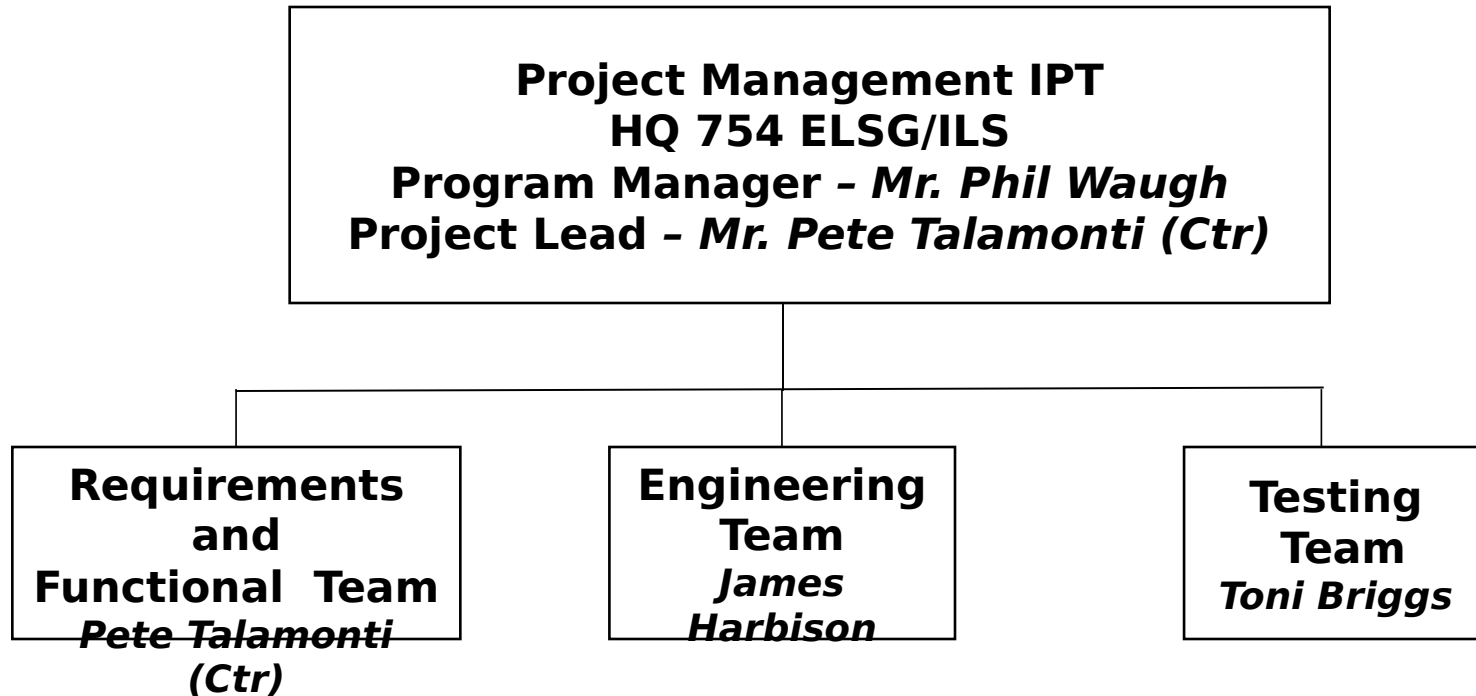 Project Management IPT
HQ 754 ELSG/ILS
Program Manager – Mr. Phil Waugh
Project Lead – Mr. Pete Talamonti (Ctr)
Requirements
and
Functional Team
Pete Talamonti
(Ctr)
Engineering
Team
James
Harbison
Testing
Team
Toni Briggs